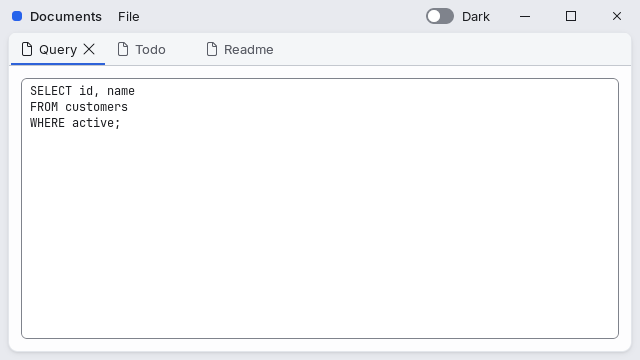 Documents File Dark
Query Todo Readme
SELECT id, name
FROM customers
WHERE active;